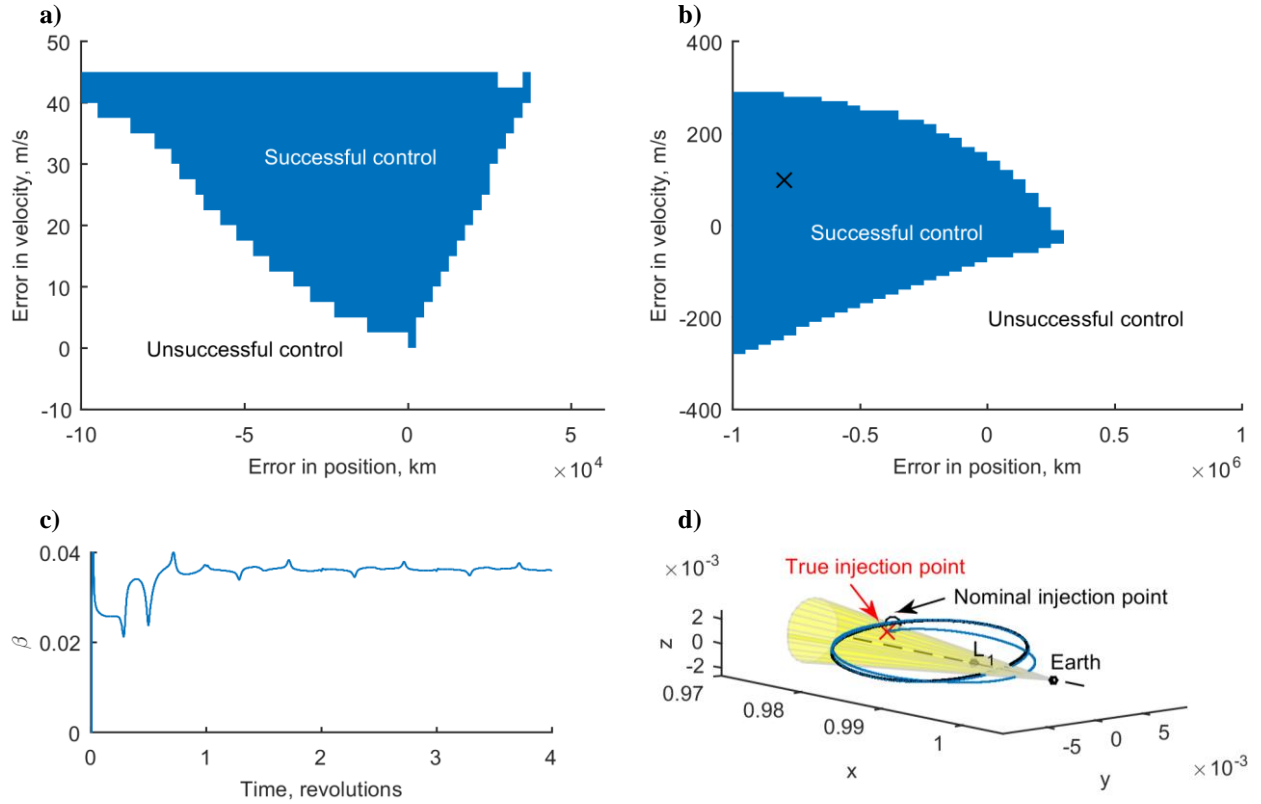 a)
50
40
30
20
10
0
-10
Error in velocity, m/s
Successful control
Unsuccessful control
-10
-5
0
5
×10⁴
Error in position, km
b)
400
200
0
-200
-400
Error in velocity, m/s
Successful control
Unsuccessful control
-1
-0.5
0
0.5
1
×10⁶
Error in position, km
c)
0.04
0.02
0
β
0
1
2
3
4
Time, revolutions
d)
×10⁻³
2
0
-2
z
True injection point
Nominal injection point
L₁
Earth
0.97
0.98
0.99
1
x
-5
0
5
×10⁻³
y